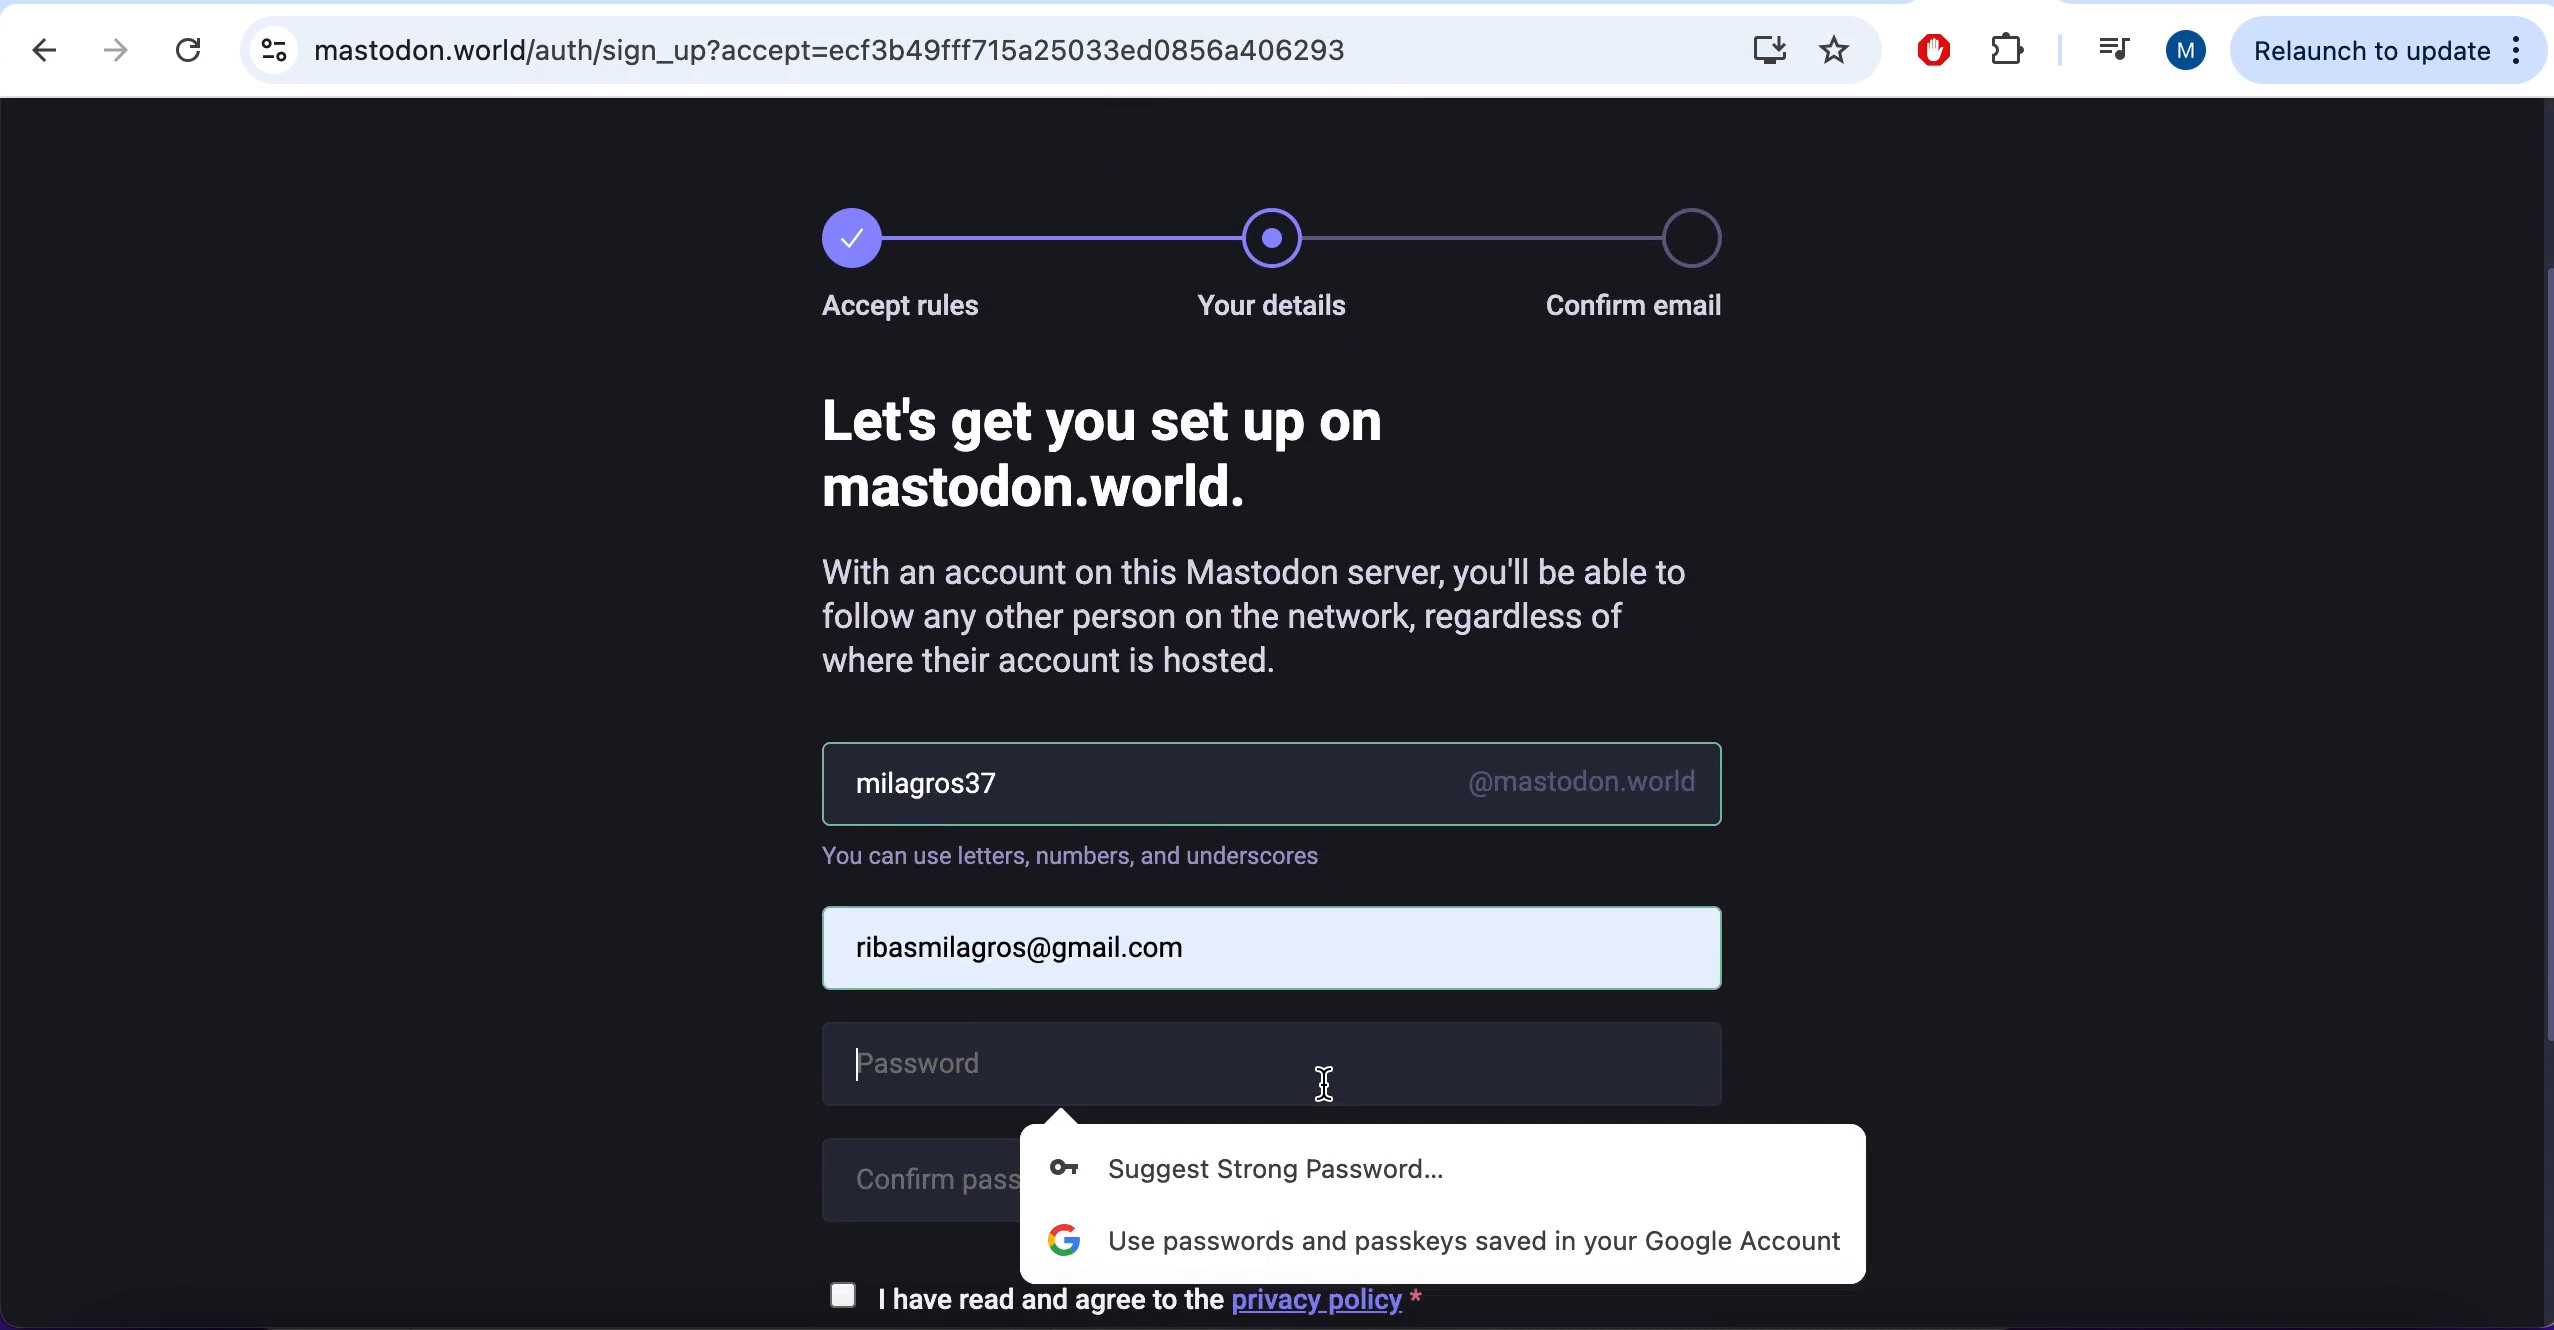 mastodon.world/auth/sign_up?accept=ecf3b49fff715a25033ed0856a406293
M
Relaunch to update
Accept rules
Your details
Confirm email
Let's get you set up on
mastodon.world.
With an account on this Mastodon server, you'll be able to
follow any other person on the network, regardless of
where their account is hosted.
milagros37
@mastodon.world
You can use letters, numbers, and underscores
ribasmilagros@gmail.com
Password
Confirm pass
Suggest Strong Password...
Use passwords and passkeys saved in your Google Account
I have read and agree to the privacy policy *